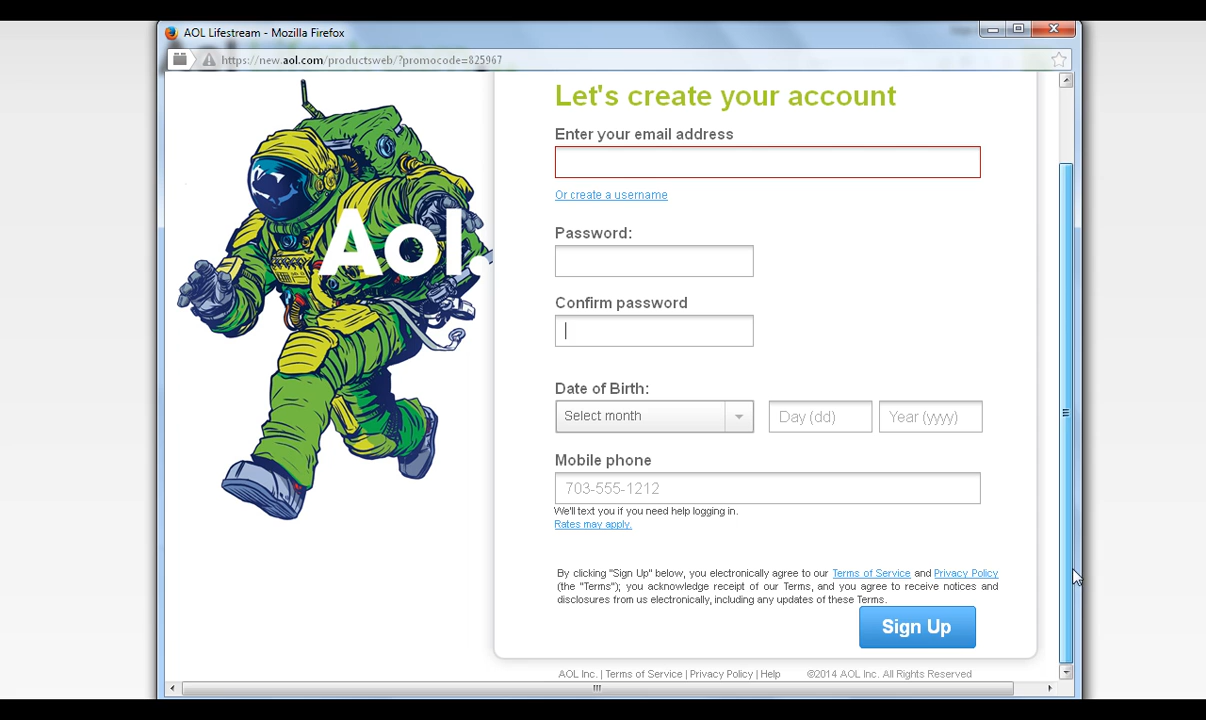 AOL Lifestream - Mozilla Firefox
https://new.aol.com/productsweb/?promocode=825967
Let's create your account
Enter your email address
Or create a username
Aol.
Password:
Confirm password
Date of Birth:
Select month Day (dd) Year (yyyy)
Mobile phone
703-555-1212
We'll text you if you need help logging in.
Rates may apply.
By clicking "Sign Up" below, you electronically agree to our Terms of Service and Privacy Policy
(the "Terms"); you acknowledge receipt of our Terms, and you agree to receive notices and
disclosures from us electronically, including any updates of these Terms.
Sign Up
AOL Inc. | Terms of Service | Privacy Policy | Help ©2014 AOL Inc. All Rights Reserved